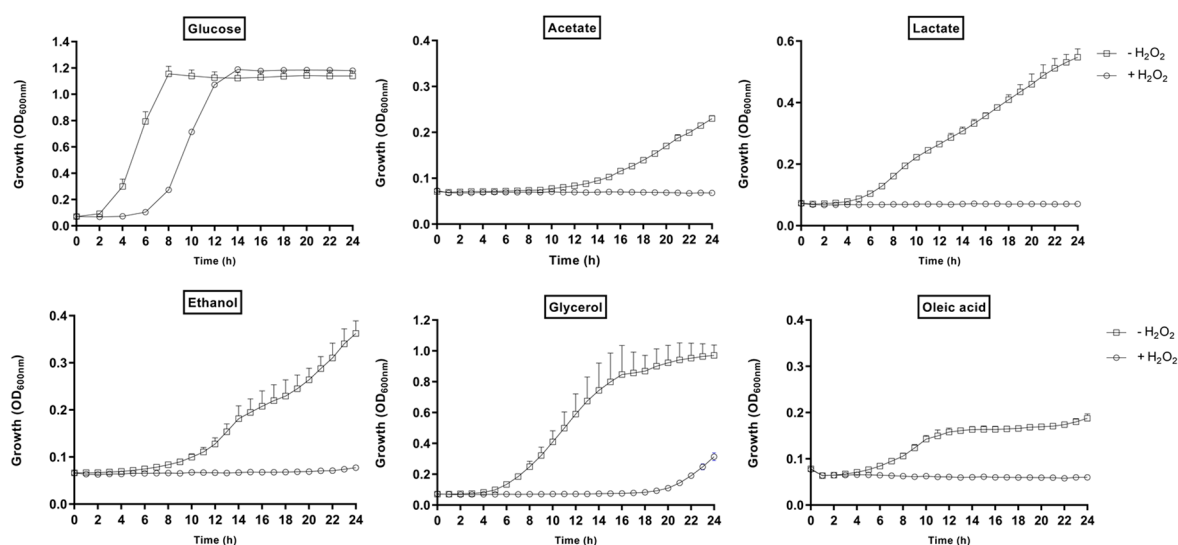 Glucose
Growth (OD600nm)
1.4
1.2
1.0
0.8
0.6
0.4
0.2
0.0
0 2 4 6 8 10 12 14 16 18 20 22 24
Time (h)
Acetate
Growth (OD600nm)
0.4
0.3
0.2
0.1
0.0
0 2 4 6 8 10 12 14 16 18 20 22 24
Time (h)
Lactate
Growth (OD600nm)
0.6
0.4
0.2
0.0
0 2 4 6 8 10 12 14 16 18 20 22 24
Time (h)
- H2O2
+ H2O2
Ethanol
Growth (OD600nm)
0.4
0.3
0.2
0.1
0.0
0 2 4 6 8 10 12 14 16 18 20 22 24
Time (h)
Glycerol
Growth (OD600nm)
1.2
1.0
0.8
0.6
0.4
0.2
0.0
0 2 4 6 8 10 12 14 16 18 20 22 24
Time (h)
Oleic acid
Growth (OD600nm)
0.4
0.3
0.2
0.1
0.0
0 2 4 6 8 10 12 14 16 18 20 22 24
Time (h)
- H2O2
+ H2O2